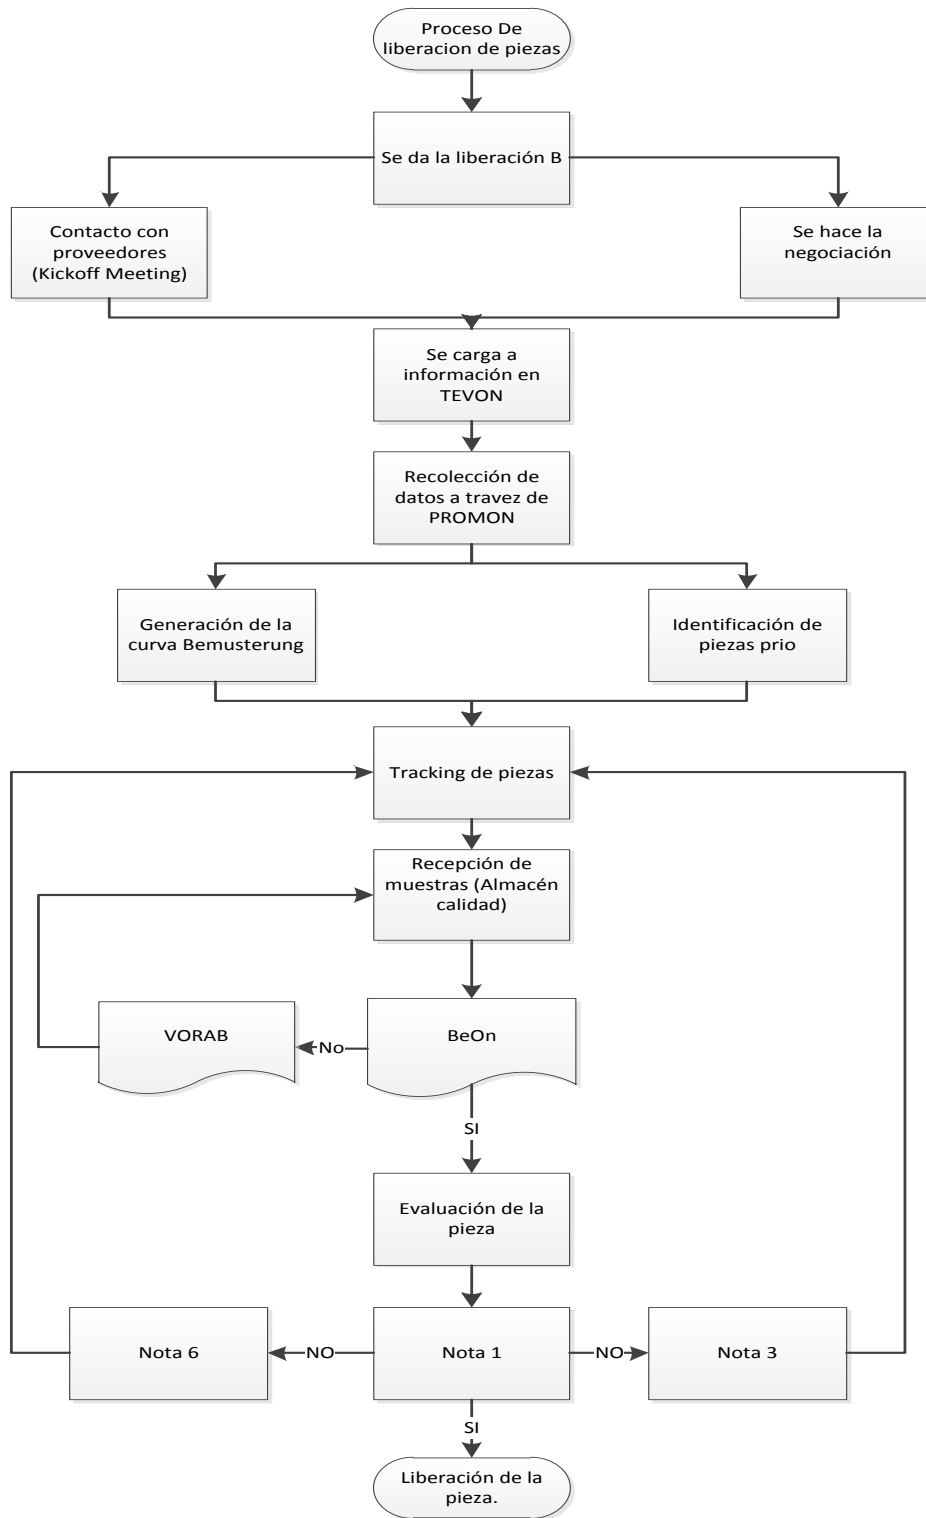 Proceso De
liberacion de piezas
Se da la liberación B
Contacto con
proveedores
(Kickoff Meeting)
Se hace la
negociación
Se carga a
información en
TEVON
Recolección de
datos a travez de
PROMON
Generación de la
curva Bemusterung
Identificación de
piezas prio
Tracking de piezas
Recepción de
muestras (Almacén
calidad)
VORAB
No
BeOn
SI
Evaluación de la
pieza
Nota 6
NO
Nota 1
NO
Nota 3
SI
Liberación de la
pieza.